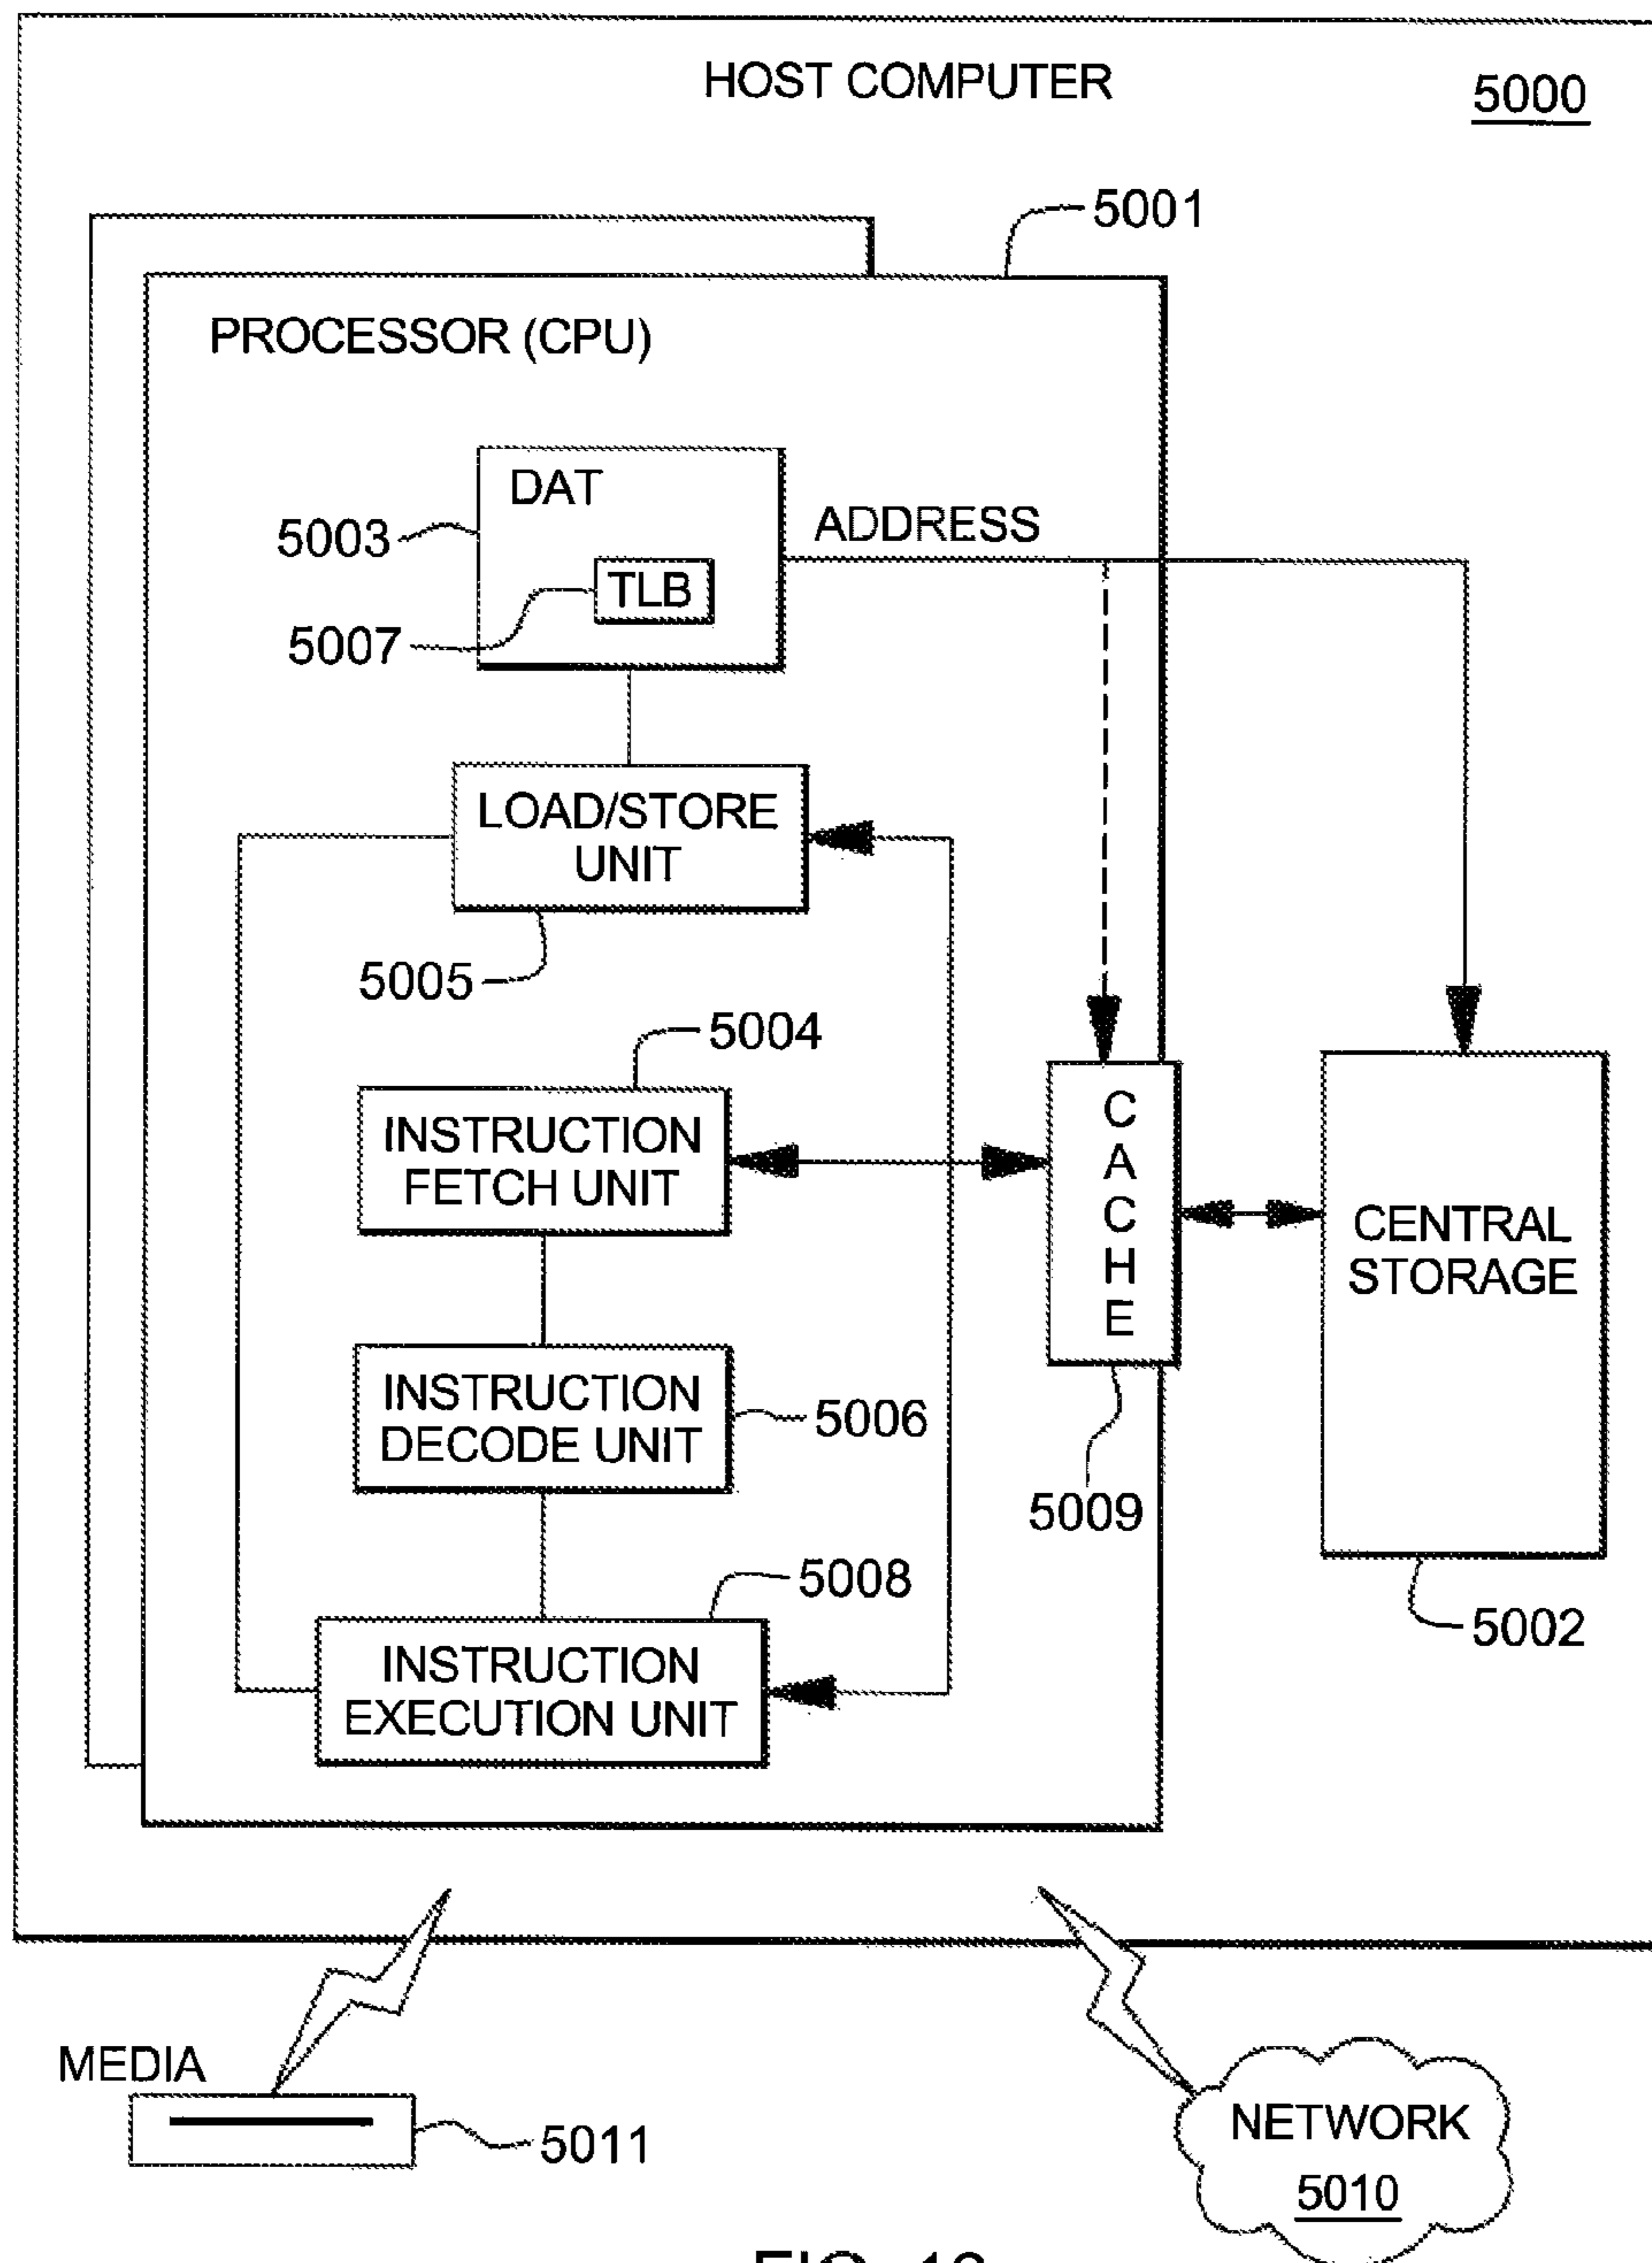 HOST COMPUTER
5000
5001
PROCESSOR (CPU)
DAT
5003
ADDRESS
TLB
5007
LOAD/STORE
UNIT
5005
5004
INSTRUCTION
FETCH UNIT
CACHE
CENTRAL
STORAGE
INSTRUCTION
DECODE UNIT
5006
5009
5008
5002
INSTRUCTION
EXECUTION UNIT
MEDIA
5011
NETWORK
5010